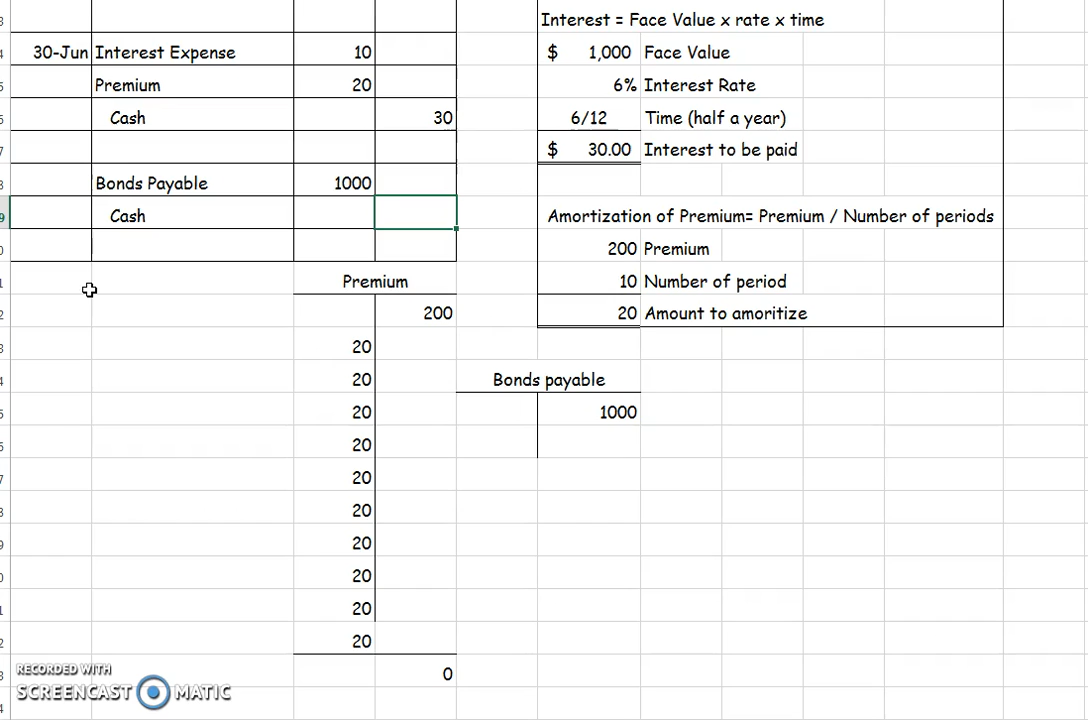 Interest = Face Value x rate x time
30-Jun Interest Expense 10 $ 1,000 Face Value
Premium 20 6% Interest Rate
Cash 30 6/12 Time (half a year)
$ 30.00 Interest to be paid
Bonds Payable 1000
Cash Amortization of Premium= Premium / Number of periods
200 Premium
Premium 10 Number of period
200 20 Amount to amoritize
20
20 Bonds payable
20 1000
20
20
20
20
20
20
20
0
RECORDED WITH
SCREENCAST MATIC